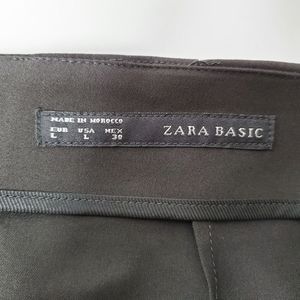 MADE IN MOROCCO
EUR USA MEX
L L 30
ZARA BASIC